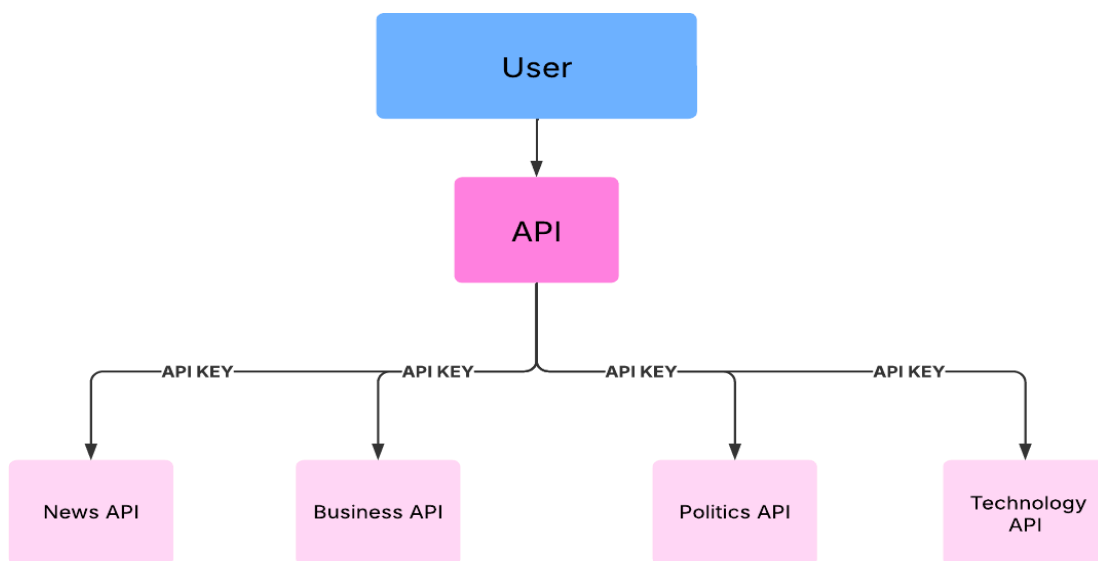 User
API
API KEY
API KEY
API KEY
API KEY
News API
Business API
Politics API
Technology
API